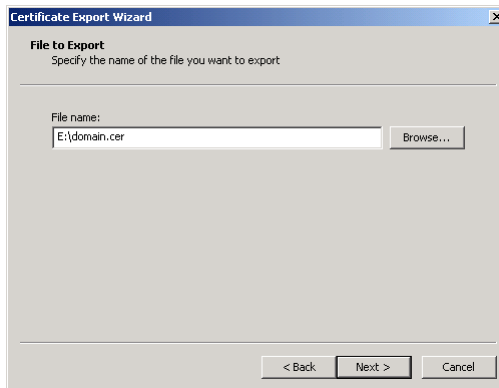 Certificate Export Wizard
File to Export
Specify the name of the file you want to export
File name:
E:\domain.cer
Browse...
< Back
Next >
Cancel